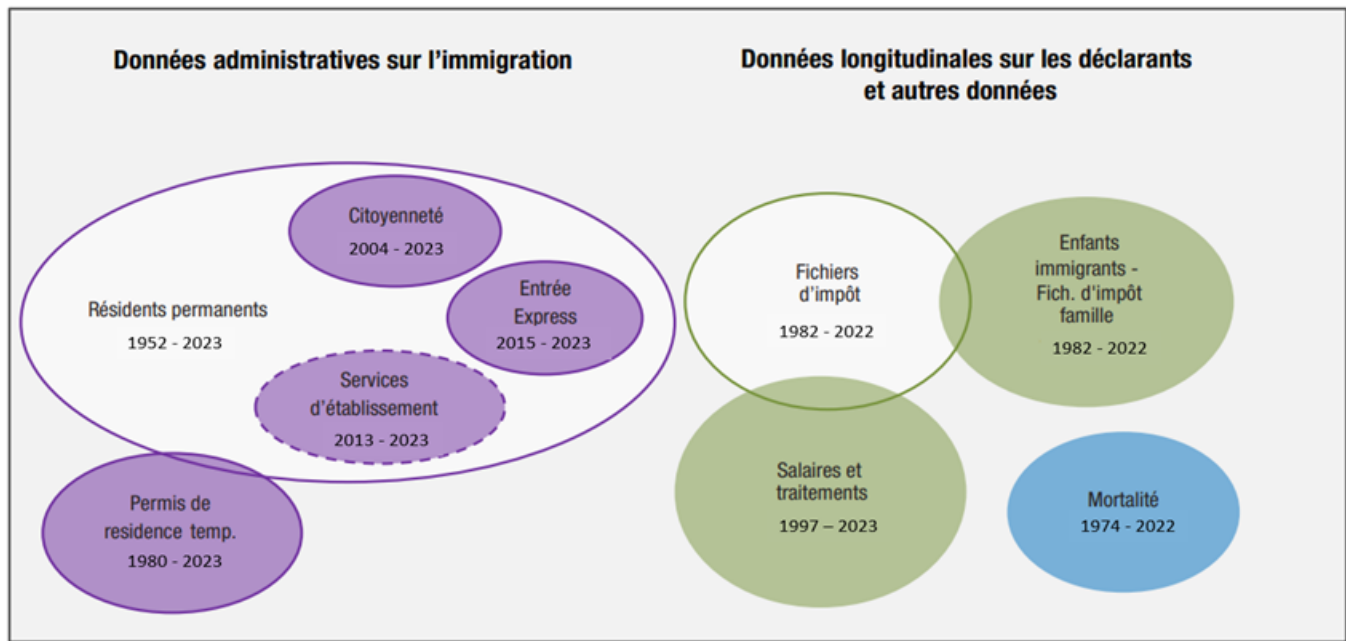 Données administratives sur l’immigration
Données longitudinales sur les déclarants
et autres données
Citoyenneté
2004 - 2023
Entrée
Express
2015 - 2023
Résidents permanents
1952 - 2023
Services
d’établissement
2013 - 2023
Permis de
residence temp.
1980 - 2023
Fichiers
d’impôt
1982 - 2022
Enfants
immigrants -
Fich. d'impôt
famille
1982 - 2022
Salaires et
traitements
1997 – 2023
Mortalité
1974 - 2022